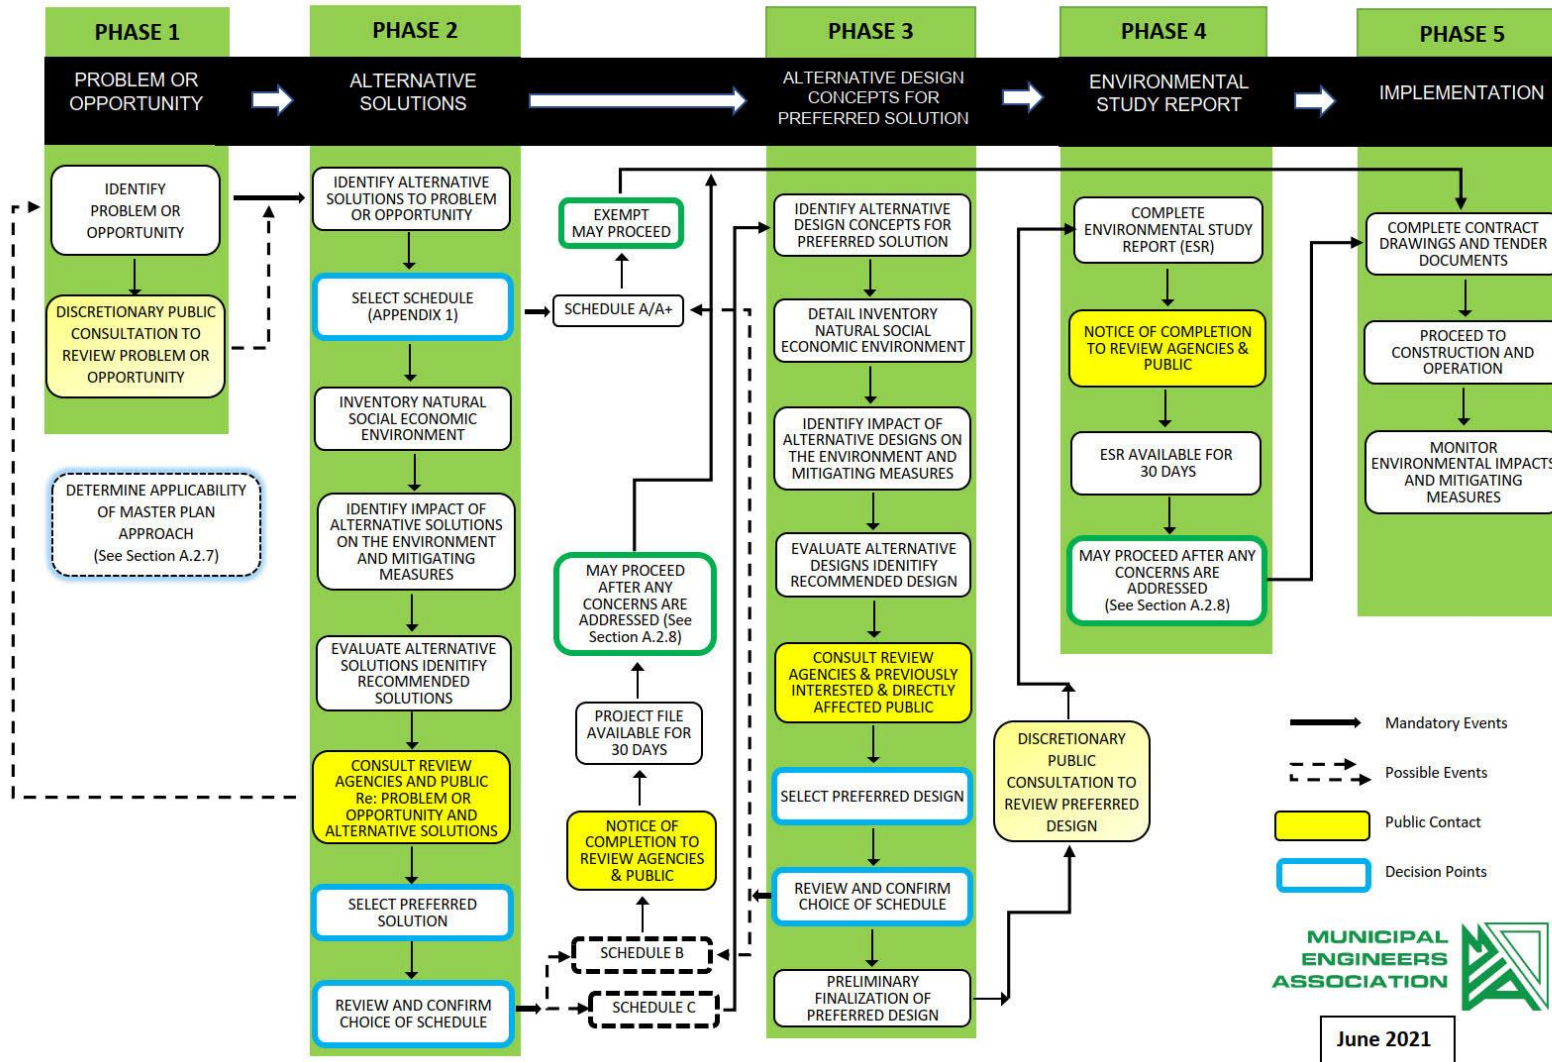 PHASE 1
PHASE 2
PHASE 3
PHASE 4
PHASE 5
PROBLEM OR
OPPORTUNITY
ALTERNATIVE
SOLUTIONS
ALTERNATIVE DESIGN
CONCEPTS FOR
PREFERRED SOLUTION
ENVIRONMENTAL
STUDY REPORT
IMPLEMENTATION
IDENTIFY
PROBLEM OR
OPPORTUNITY
DISCRETIONARY PUBLIC
CONSULTATION TO
REVIEW PROBLEM OR
OPPORTUNITY
DETERMINE APPLICABILITY
OF MASTER PLAN
APPROACH
(See Section A.2.7)
IDENTIFY ALTERNATIVE
SOLUTIONS TO PROBLEM
OR OPPORTUNITY
SELECT SCHEDULE
(APPENDIX 1)
INVENTORY NATURAL
SOCIAL ECONOMIC
ENVIRONMENT
IDENTIFY IMPACT OF
ALTERNATIVE SOLUTIONS
ON THE ENVIRONMENT
AND MITIGATING
MEASURES
EVALUATE ALTERNATIVE
SOLUTIONS IDENITIFY
RECOMMENDED
SOLUTIONS
CONSULT REVIEW
AGENCIES AND PUBLIC
Re: PROBLEM OR
OPPORTUNITY AND
ALTERNATIVE SOLUTIONS
SELECT PREFERRED
SOLUTION
REVIEW AND CONFIRM
CHOICE OF SCHEDULE
EXEMPT
MAY PROCEED
SCHEDULE A/A+
MAY PROCEED
AFTER ANY
CONCERNS ARE
ADDRESSED (See
Section A.2.8)
PROJECT FILE
AVAILABLE FOR
30 DAYS
NOTICE OF
COMPLETION TO
REVIEW AGENCIES
& PUBLIC
SCHEDULE B
SCHEDULE C
IDENTIFY ALTERNATIVE
DESIGN CONCEPTS FOR
PREFERRED SOLUTION
DETAIL INVENTORY
NATURAL SOCIAL
ECONOMIC ENVIRONMENT
IDENTIFY IMPACT OF
ALTERNATIVE DESIGNS ON
THE ENVIRONMENT AND
MITIGATING MEASURES
EVALUATE ALTERNATIVE
DESIGNS IDENITIFY
RECOMMENDED DESIGN
CONSULT REVIEW
AGENCIES & PREVIOUSLY
INTERESTED & DIRECTLY
AFFECTED PUBLIC
SELECT PREFERRED DESIGN
REVIEW AND CONFIRM
CHOICE OF SCHEDULE
PRELIMINARY
FINALIZATION OF
PREFERRED DESIGN
DISCRETIONARY
PUBLIC
CONSULTATION TO
REVIEW PREFERRED
DESIGN
COMPLETE
ENVIRONMENTAL STUDY
REPORT (ESR)
NOTICE OF COMPLETION
TO REVIEW AGENCIES &
PUBLIC
ESR AVAILABLE FOR
30 DAYS
MAY PROCEED AFTER ANY
CONCERNS ARE
ADDRESSED
(See Section A.2.8)
COMPLETE CONTRACT
DRAWINGS AND TENDER
DOCUMENTS
PROCEED TO
CONSTRUCTION AND
OPERATION
MONITOR
ENVIRONMENTAL IMPACTS
AND MITIGATING
MEASURES
Mandatory Events
Possible Events
Public Contact
Decision Points
MUNICIPAL
ENGINEERS
ASSOCIATION
June 2021